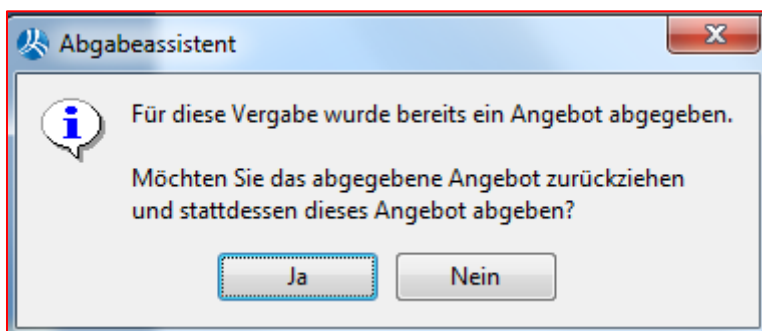 Abgabeassistent
Für diese Vergabe wurde bereits ein Angebot abgegeben.
Möchten Sie das abgegebene Angebot zurückziehen
und stattdessen dieses Angebot abgeben?
Ja
Nein